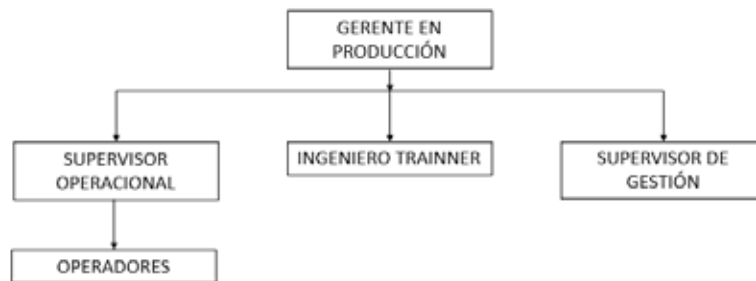 GERENTE EN
PRODUCCIÓN
SUPERVISOR
OPERACIONAL
INGENIERO TRAINNER
SUPERVISOR DE
GESTIÓN
OPERADORES